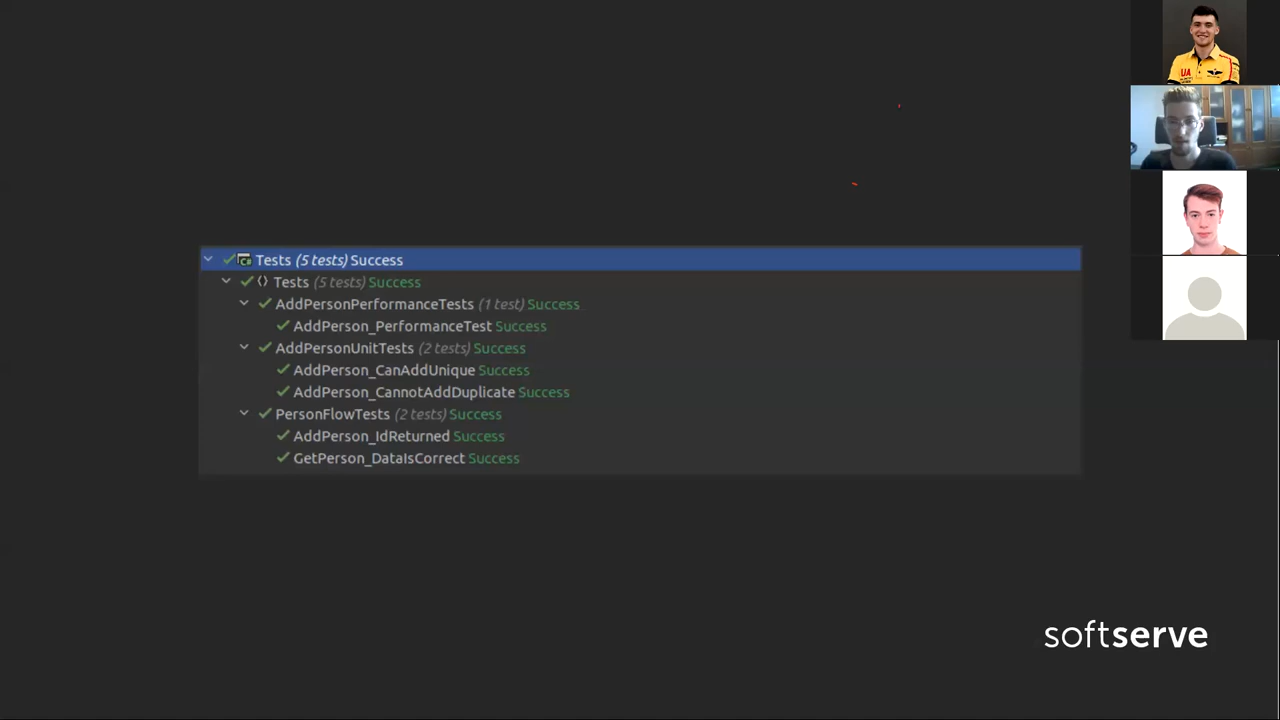 UA
Tests (5 tests) Success
Tests (5 tests) Success
AddPersonPerformanceTests (1 test) Success
AddPerson_PerformanceTest Success
AddPersonUnitTests (2 tests) Success
AddPerson_CanAddUnique Success
AddPerson_CannotAddDuplicate Success
PersonFlowTests (2 tests) Success
AddPerson_IdReturned Success
GetPerson_DataIsCorrect Success
softserve